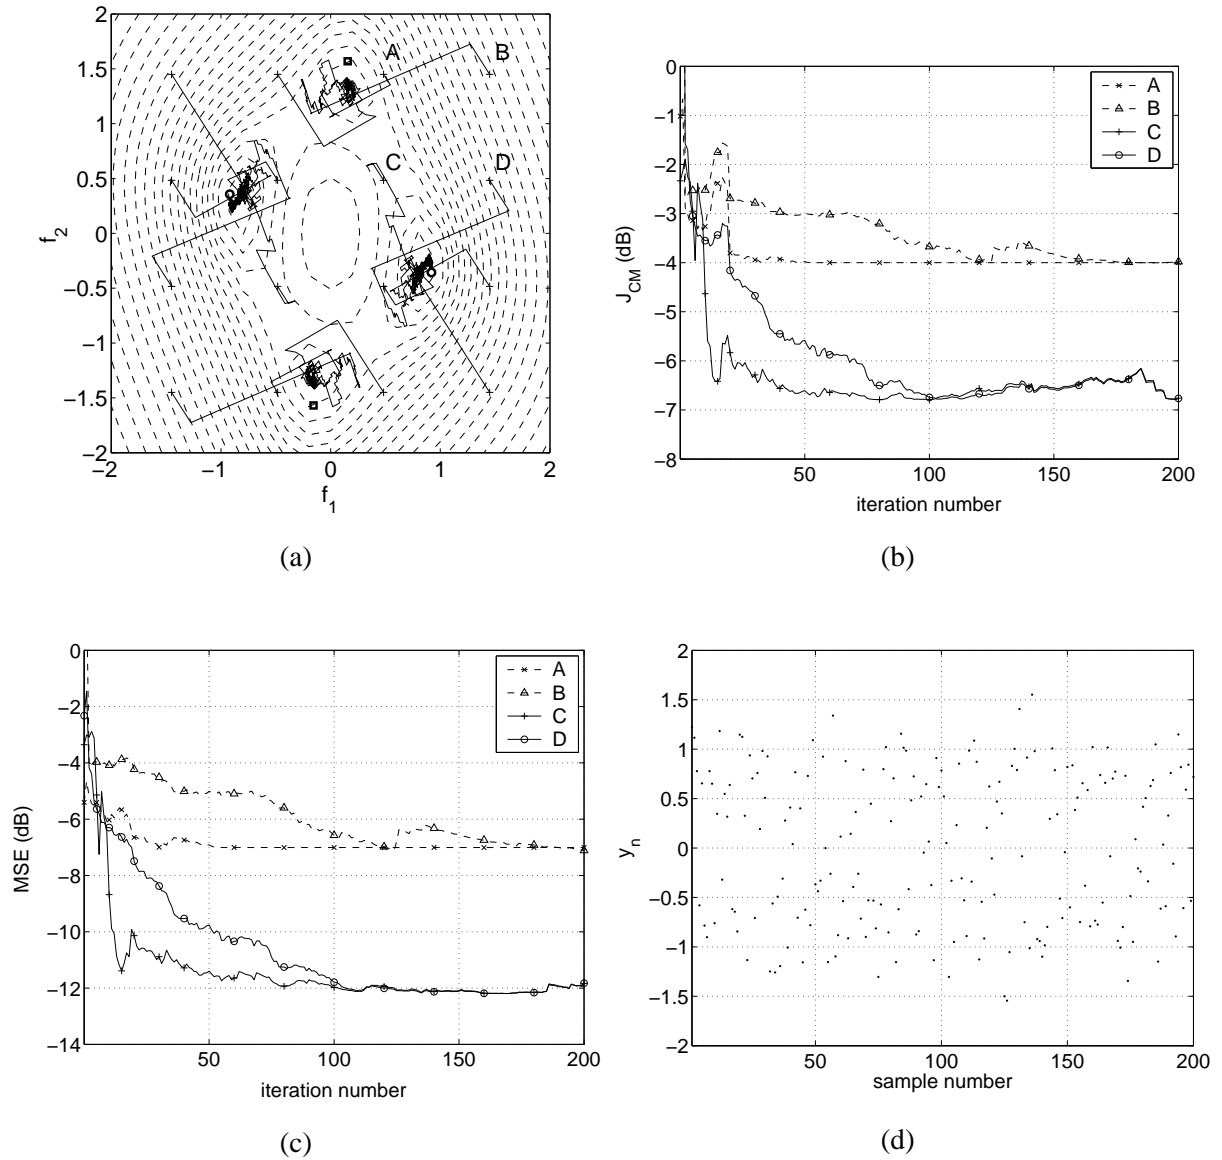 2
1.5
1
0.5
0
−0.5
−1
−1.5
−2
−2
−1
0
1
2
f2
f1
A
B
C
D
(a)
0
−1
−2
−3
−4
−5
−6
−7
−8
50
100
150
200
JCM (dB)
iteration number
A
B
C
D
(b)
0
−2
−4
−6
−8
−10
−12
−14
50
100
150
200
MSE (dB)
iteration number
A
B
C
D
(c)
2
1.5
1
0.5
0
−0.5
−1
−1.5
−2
50
100
150
200
yn
sample number
(d)